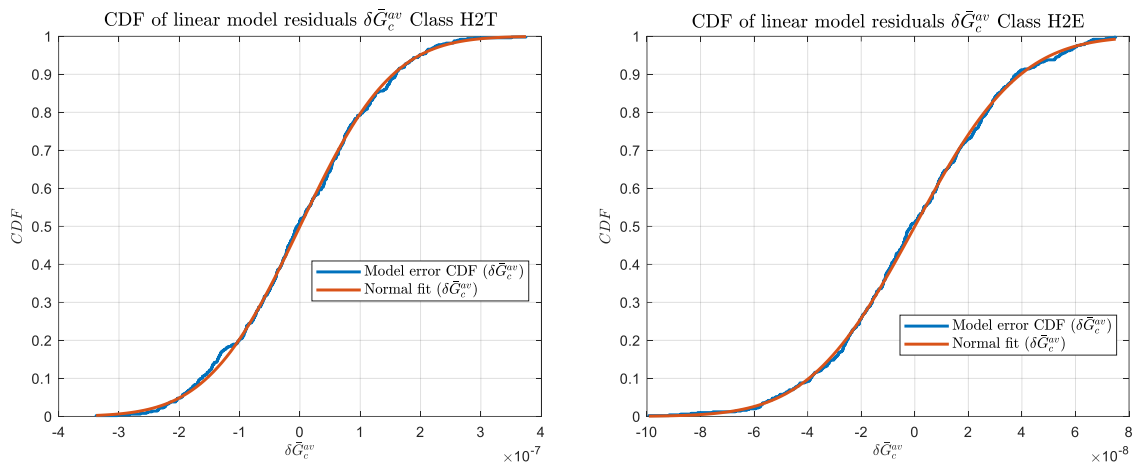 CDF of linear model residuals δḠ_c^{av} Class H2T
1
0.9
0.8
0.7
0.6
0.5
0.4
0.3
0.2
0.1
0
CDF
Model error CDF (δḠ_c^{av})
Normal fit (δḠ_c^{av})
-4 -3 -2 -1 0 1 2 3 4
δḠ_c^{av}
×10^{-7}
CDF of linear model residuals δḠ_c^{av} Class H2E
1
0.9
0.8
0.7
0.6
0.5
0.4
0.3
0.2
0.1
0
CDF
Model error CDF (δḠ_c^{av})
Normal fit (δḠ_c^{av})
-10 -8 -6 -4 -2 0 2 4 6 8
δḠ_c^{av}
×10^{-8}